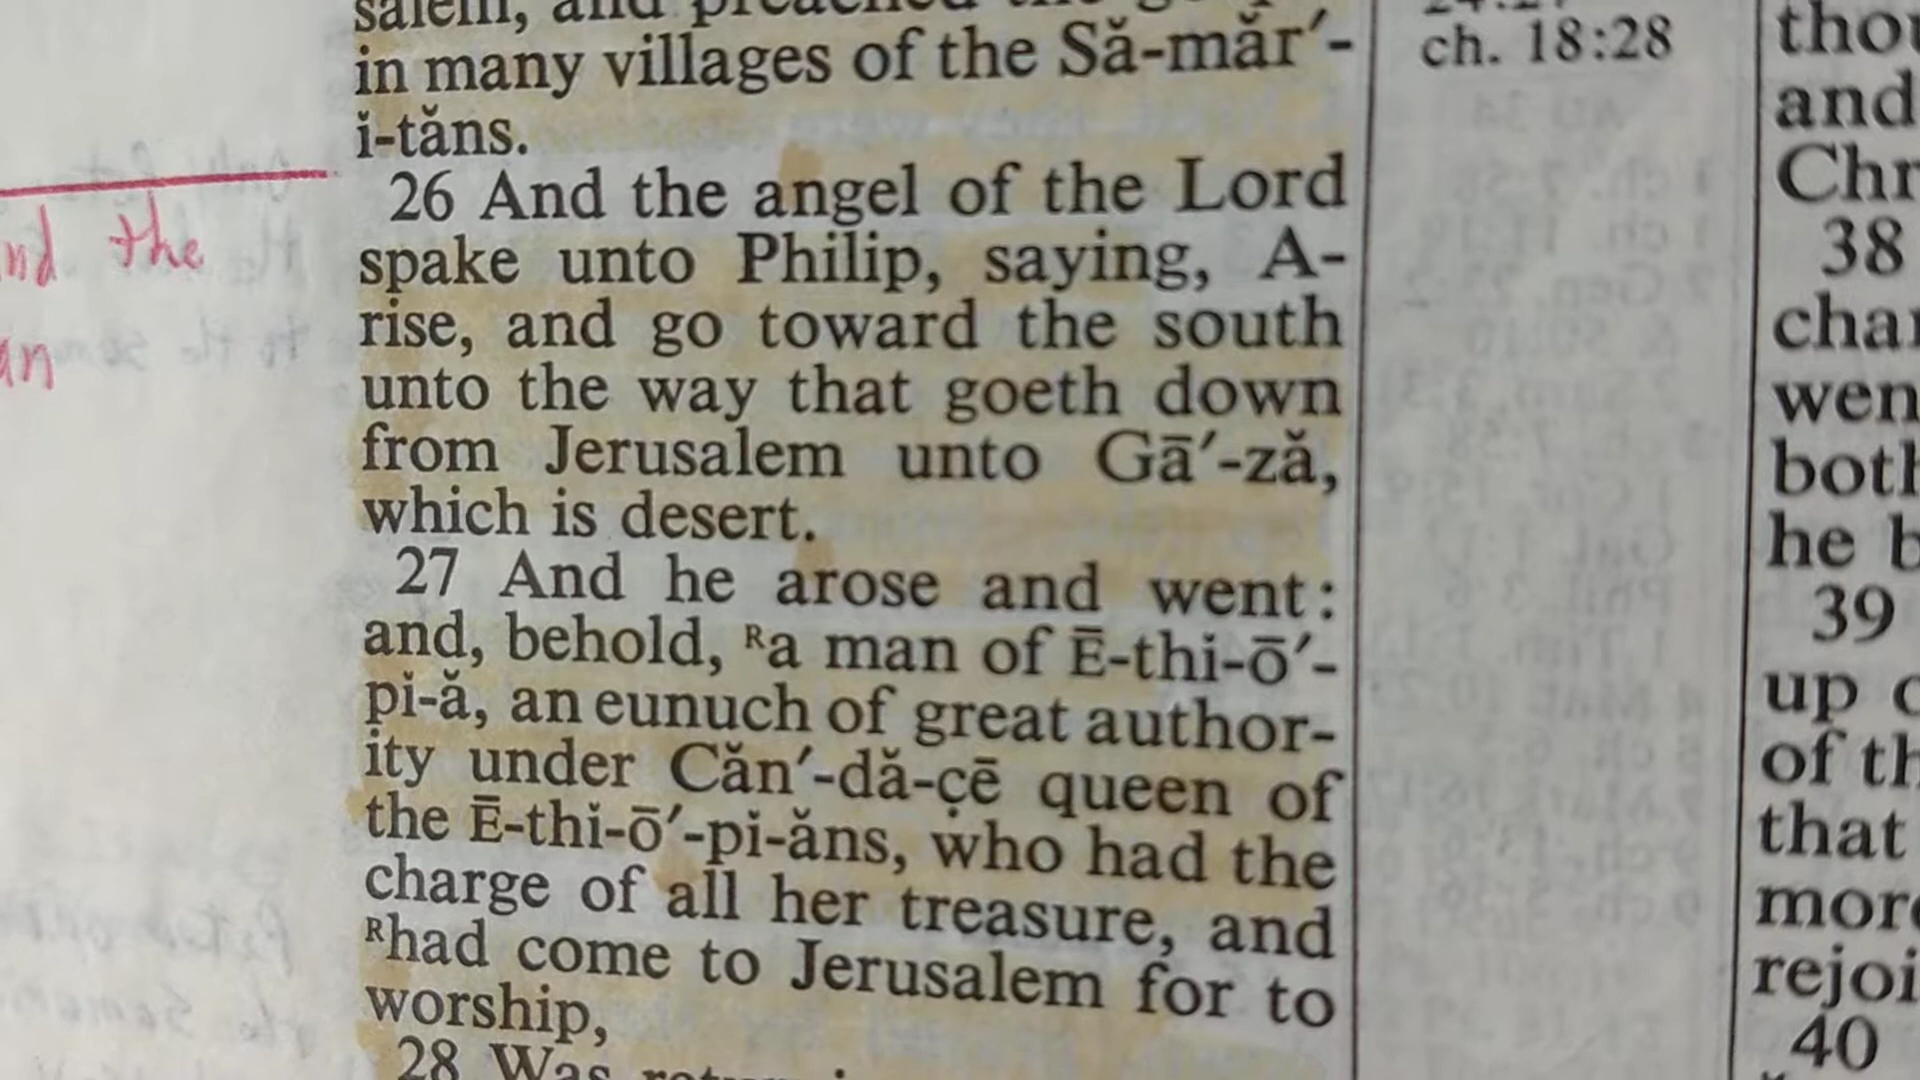 in many villages of the Să-măr′-
ĭ-tăns.
26 And the angel of the Lord
spake unto Philip, saying, A-
rise, and go toward the south
unto the way that goeth down
from Jerusalem unto Gā′-ză,
which is desert.
27 And he arose and went:
and, behold, ᴿa man of Ē-thi-ō′-
pi-ă, an eunuch of great author-
ity under Căn′-dă-çē queen of
the Ē-thi-ō′-pi-ăns, who had the
charge of all her treasure, and
ᴿhad come to Jerusalem for to
worship,
28 Was
the
ch. 18:28
and
38
both
he
39
up
of
that
40